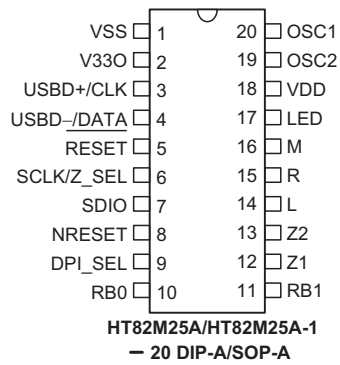 VSS 1 20 OSC1
V33O 2 19 OSC2
USBD+/CLK 3 18 VDD
USBD–/DATA 4 17 LED
RESET 5 16 M
SCLK/Z_SEL 6 15 R
SDIO 7 14 L
NRESET 8 13 Z2
DPI_SEL 9 12 Z1
RB0 10 11 RB1
HT82M25A/HT82M25A-1
– 20 DIP-A/SOP-A